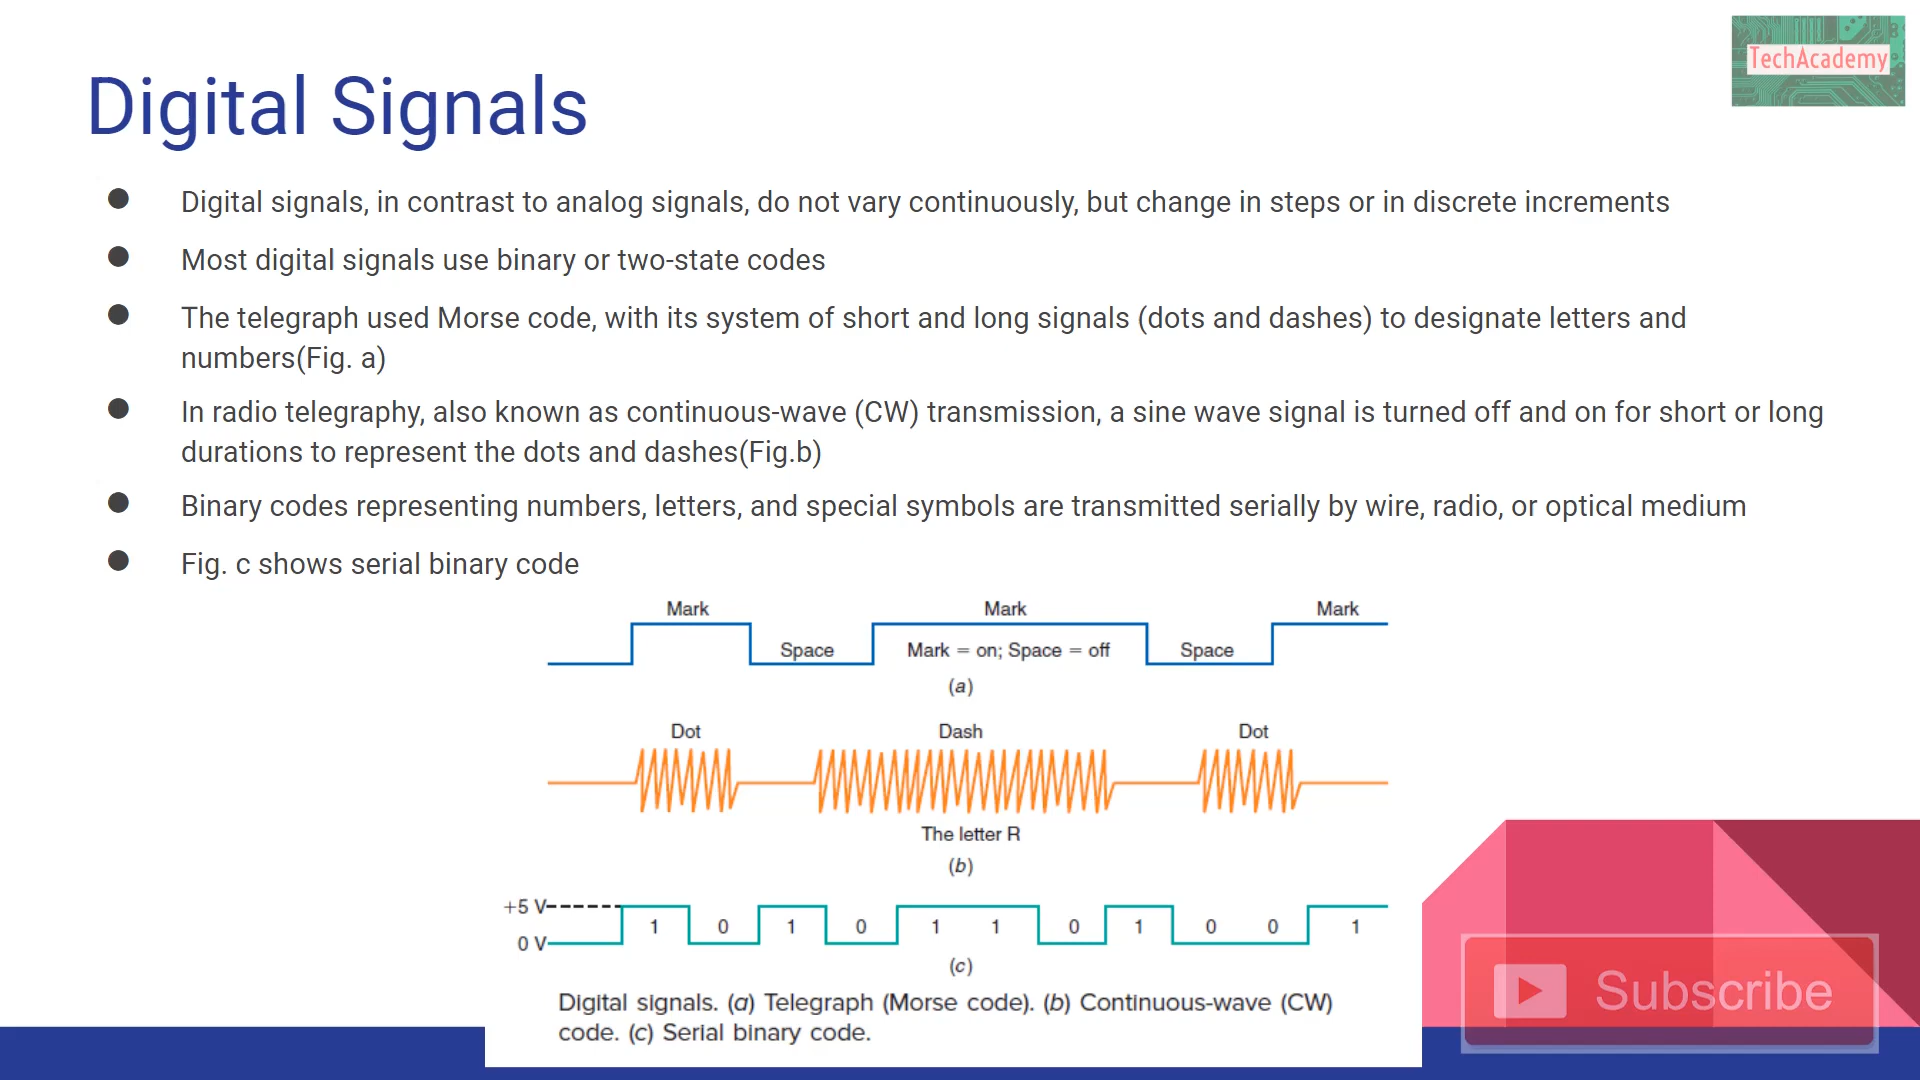 TechAcademy
Digital Signals
● Digital signals, in contrast to analog signals, do not vary continuously, but change in steps or in discrete increments
● Most digital signals use binary or two-state codes
● The telegraph used Morse code, with its system of short and long signals (dots and dashes) to designate letters and
numbers(Fig. a)
● In radio telegraphy, also known as continuous-wave (CW) transmission, a sine wave signal is turned off and on for short or long
durations to represent the dots and dashes(Fig.b)
● Binary codes representing numbers, letters, and special symbols are transmitted serially by wire, radio, or optical medium
● Fig. c shows serial binary code
Mark Mark Mark
Space Mark = on; Space = off Space
(a)
Dot Dash Dot
The letter R
(b)
+5 V
1 0 1 0 1 1 0 1 0 0 1
0 V
(c)
Digital signals. (a) Telegraph (Morse code). (b) Continuous-wave (CW)
code. (c) Serial binary code.
Subscribe